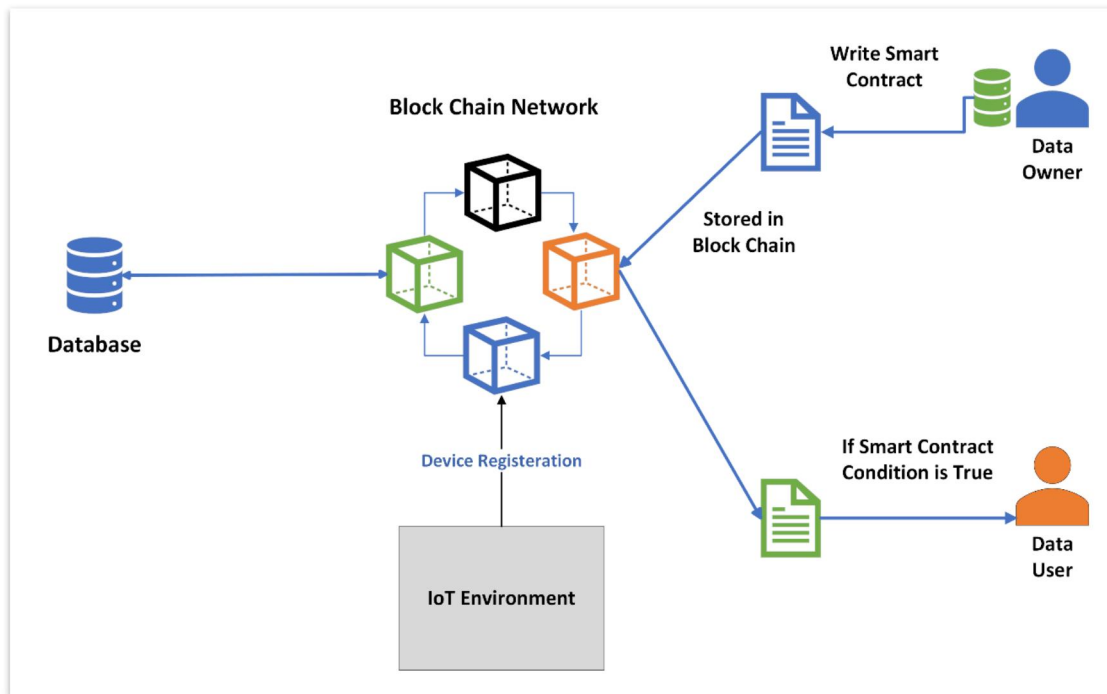 Write Smart
Contract
Block Chain Network
Data
Owner
Stored in
Block Chain
Database
Device Registeration
If Smart Contract
Condition is True
IoT Environment
Data
User